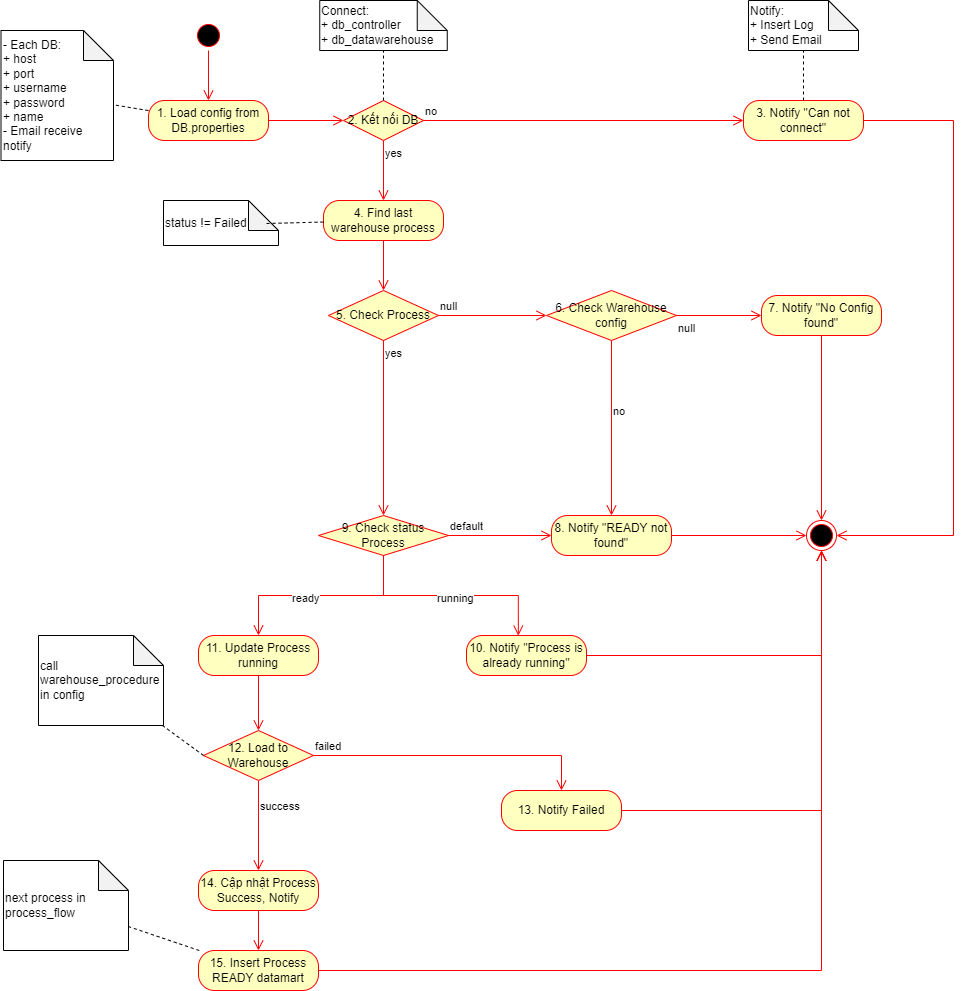 Connect:
+ db_controller
+ db_datawarehouse
Notify:
+ Insert Log
+ Send Email
- Each DB:
+ host
+ port
+ username
+ password
+ name
- Email receive
notify
1. Load config from
DB.properties
2. Kết nối DB
no
3. Notify "Can not
connect"
yes
status != Failed
4. Find last
warehouse process
5. Check Process
null
6. Check Warehouse
config
null
7. Notify "No Config
found"
yes
no
9. Check status
Process
default
8. Notify "READY not
found"
ready
running
11. Update Process
running
10. Notify "Process is
already running"
call
warehouse_procedure
in config
12. Load to
Warehouse
failed
success
13. Notify Failed
14. Cập nhật Process
Success, Notify
next process in
process_flow
15. Insert Process
READY datamart